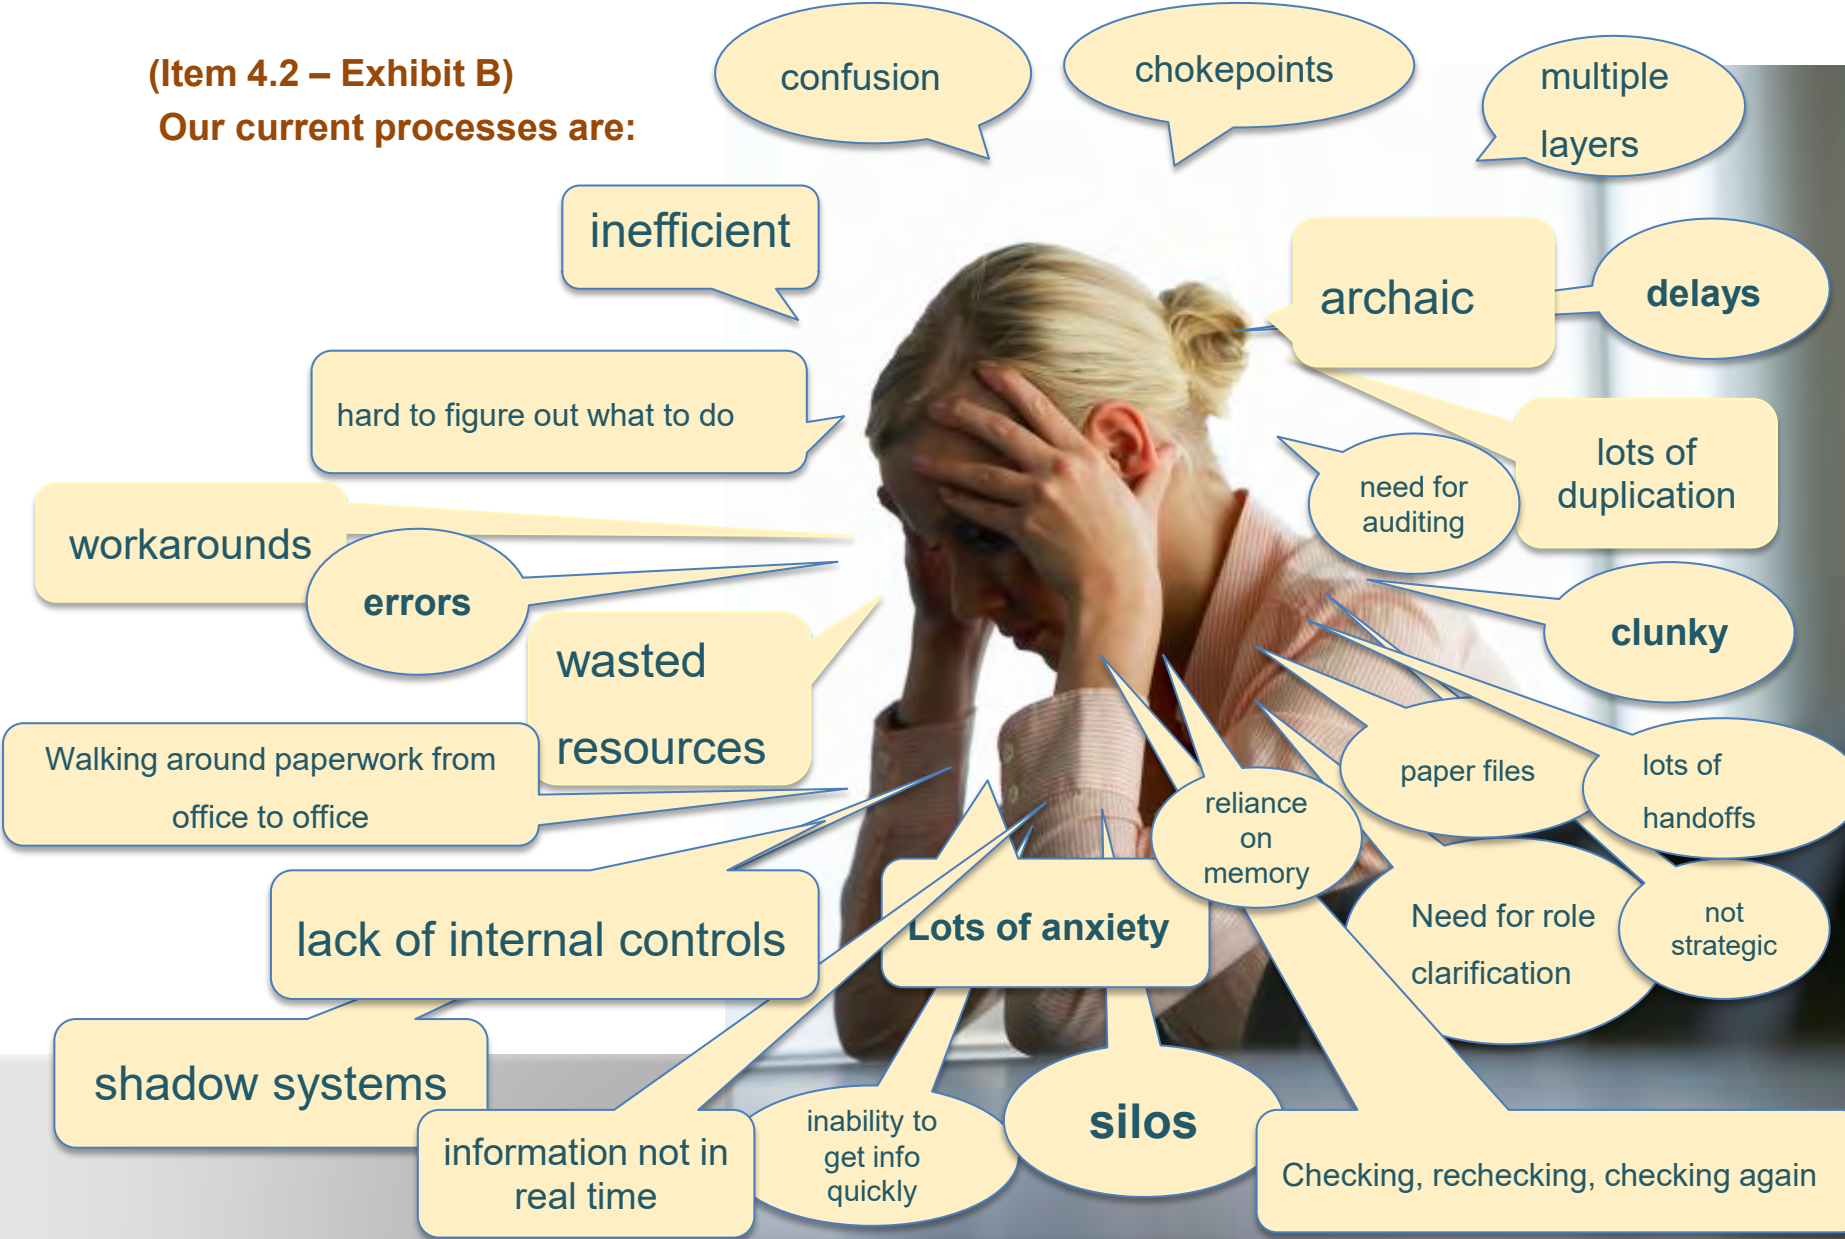 (Item 4.2 – Exhibit B)
Our current processes are:
confusion
chokepoints
multiple
layers
inefficient
archaic
delays
hard to figure out what to do
lots of
duplication
need for
auditing
workarounds
errors
clunky
wasted
resources
Walking around paperwork from
office to office
paper files
lots of
handoffs
reliance
on
memory
lack of internal controls
Lots of anxiety
Need for role
clarification
not
strategic
shadow systems
information not in
real time
inability to
get info
quickly
silos
Checking, rechecking, checking again